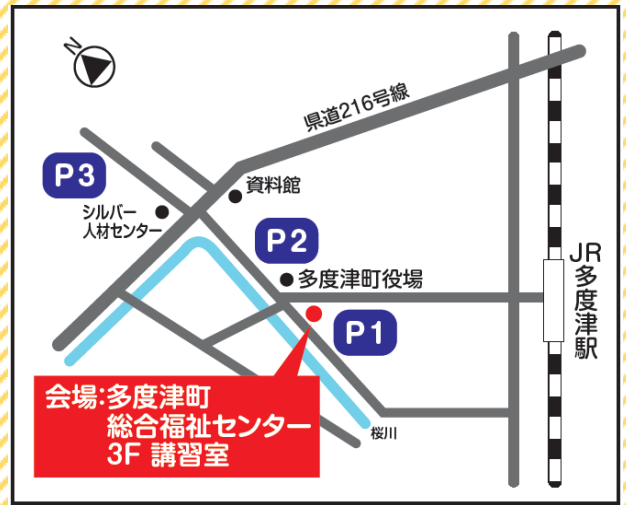 N
県道216号線
P3
資料館
シルバー
人材センター
P2
多度津町役場
JR多度津駅
P1
会場:多度津町
総合福祉センター
3F 講習室
桜川